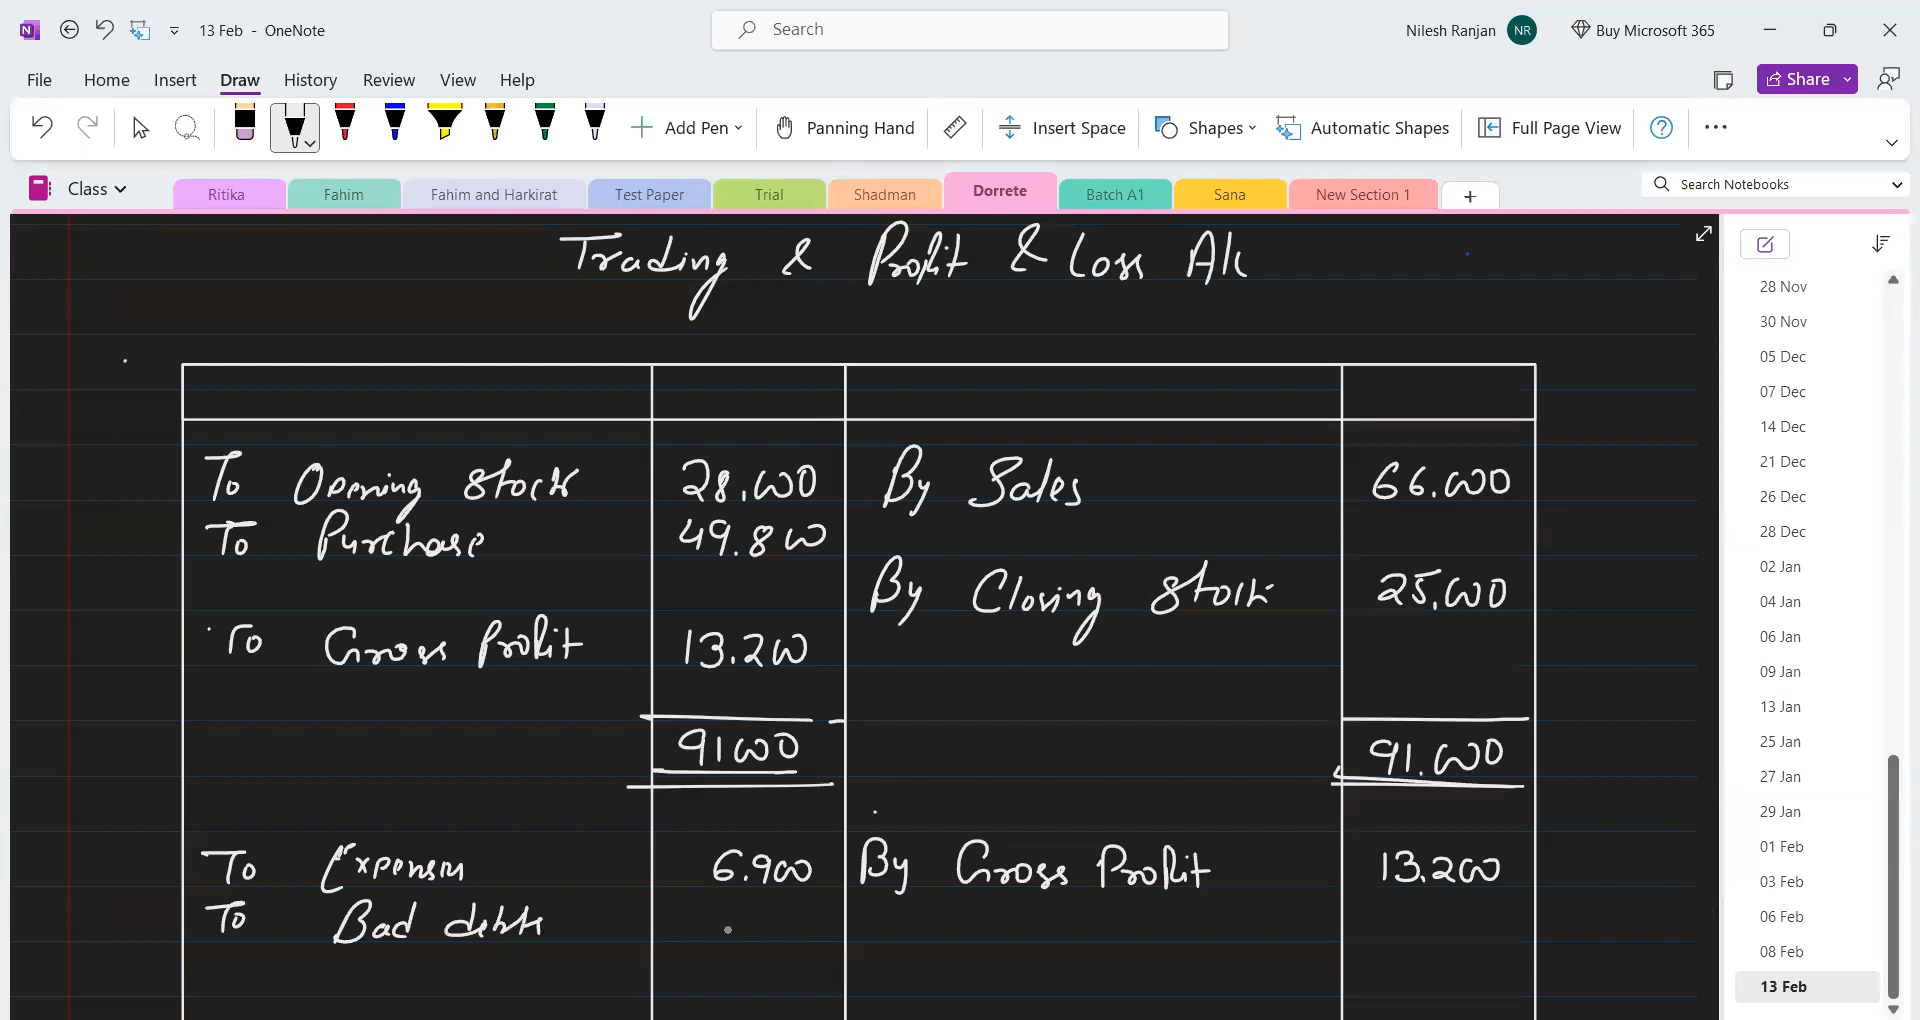 13 Feb - OneNote
Search
Nilesh Ranjan NR
Buy Microsoft 365
File Home Insert Draw History Review View Help
Share
Add Pen Panning Hand Insert Space Shapes Automatic Shapes Full Page View
Class Ritika Fahim Fahim and Harkirat Test Paper Trial Shadman Dorrete Batch A1 Sana New Section 1 +
Search Notebooks
Trading & Profit & Loss A/c
To Opening stock 28,000 By Sales 66,000
To Purchase 49,800
By Closing stock 25,000
To Gross Profit 13,200
91000 91,000
To Expenses 6,900 By Gross Profit 13,200
To Bad debts
28 Nov
30 Nov
05 Dec
07 Dec
14 Dec
21 Dec
26 Dec
28 Dec
02 Jan
04 Jan
06 Jan
09 Jan
13 Jan
25 Jan
27 Jan
29 Jan
01 Feb
03 Feb
06 Feb
08 Feb
13 Feb